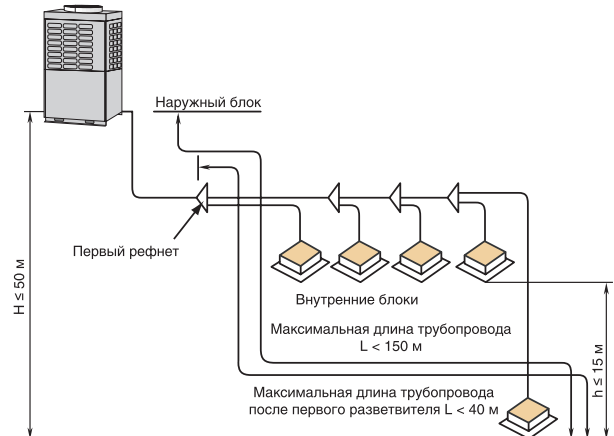 Наружный блок
Первый рефнет
H ≤ 50 м
Внутренние блоки
Максимальная длина трубопровода
L < 150 м
h ≤ 15 м
Максимальная длина трубопровода
после первого разветвителя L < 40 м